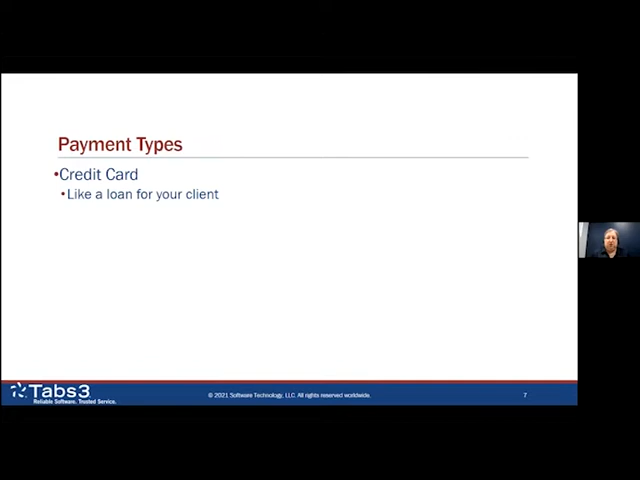 Payment Types
•Credit Card
•Like a loan for your client
Tabs3
Reliable Software. Trusted Service.
© 2021 Software Technology, LLC. All rights reserved worldwide.
7